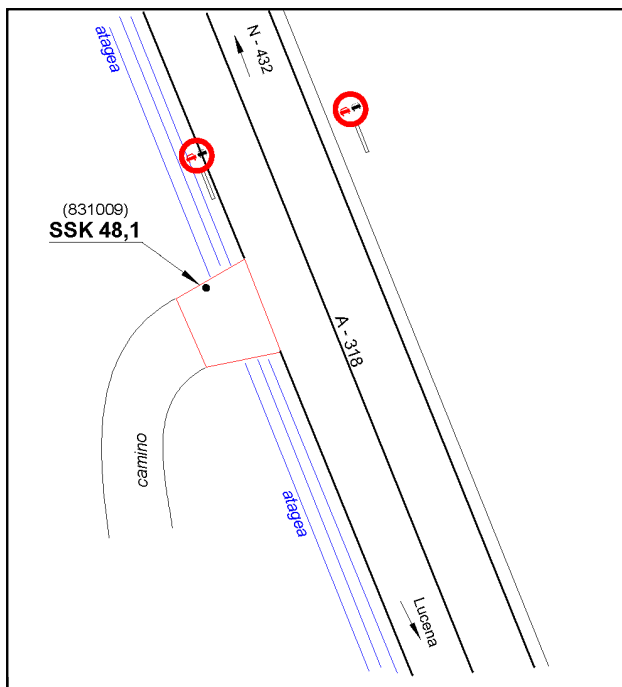 atagea
N - 432
(831009)
SSK 48,1
A - 318
camino
atagea
Lucena